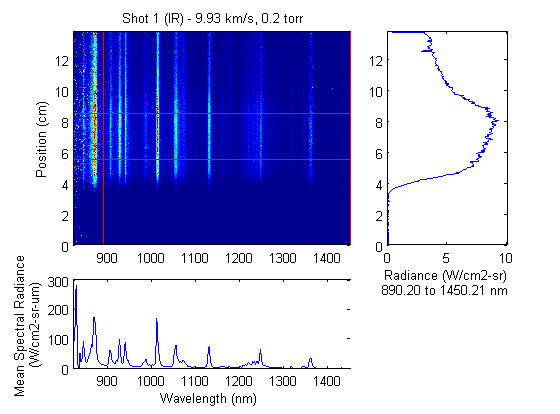 Shot 1 (IR) - 9.93 km/s, 0.2 torr
Position (cm)
12
10
8
6
4
2
0
900 1000 1100 1200 1300 1400
12
10
8
6
4
2
0
0 5 10
Radiance (W/cm2-sr)
890.20 to 1450.21 nm
Mean Spectral Radiance
(W/cm2-sr-um)
300
200
100
0
900 1000 1100 1200 1300 1400
Wavelength (nm)